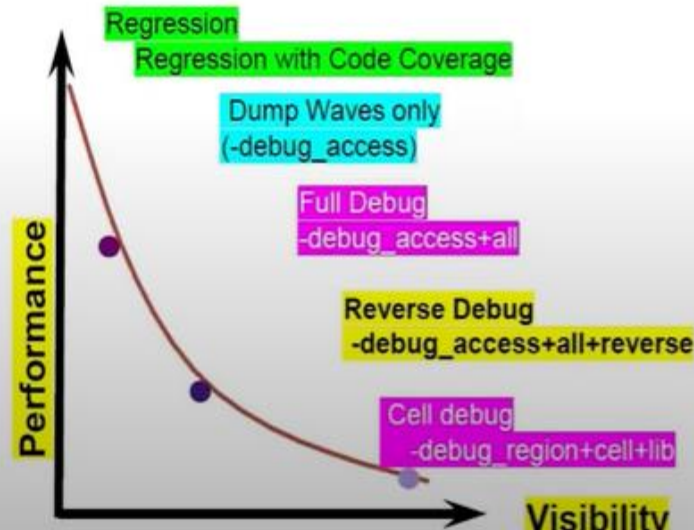 Regression
Regression with Code Coverage
Dump Waves only
(-debug_access)
Full Debug
-debug_access+all
Reverse Debug
-debug_access+all+reverse
Cell debug
-debug_region+cell+lib
Performance
Visibility